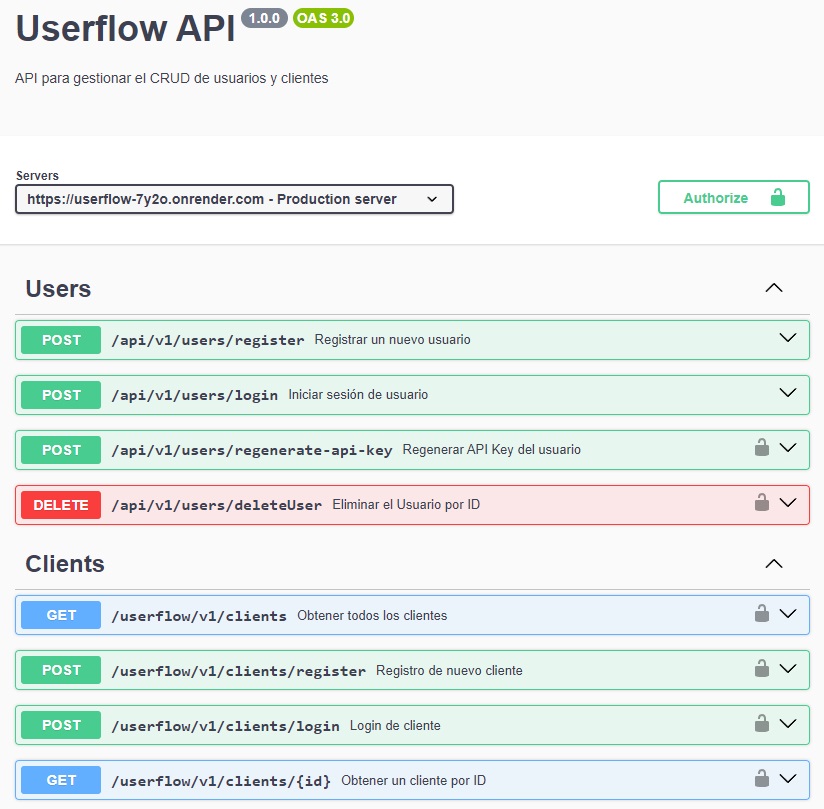 Userflow API 1.0.0 OAS 3.0
API para gestionar el CRUD de usuarios y clientes
Servers
https://userflow-7y2o.onrender.com - Production server
Authorize
Users
POST /api/v1/users/register Registrar un nuevo usuario
POST /api/v1/users/login Iniciar sesión de usuario
POST /api/v1/users/regenerate-api-key Regenerar API Key del usuario
DELETE /api/v1/users/deleteUser Eliminar el Usuario por ID
Clients
GET /userflow/v1/clients Obtener todos los clientes
POST /userflow/v1/clients/register Registro de nuevo cliente
POST /userflow/v1/clients/login Login de cliente
GET /userflow/v1/clients/{id} Obtener un cliente por ID